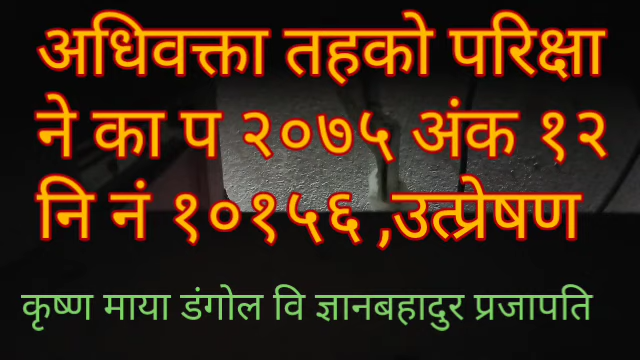 अधिवक्ता तहको परिक्षा
ने का प २०७५ अंक १२
नि नं १०१५६ ,उत्प्रेषण
कृष्ण माया डंगोल वि ज्ञानबहादुर प्रजापति